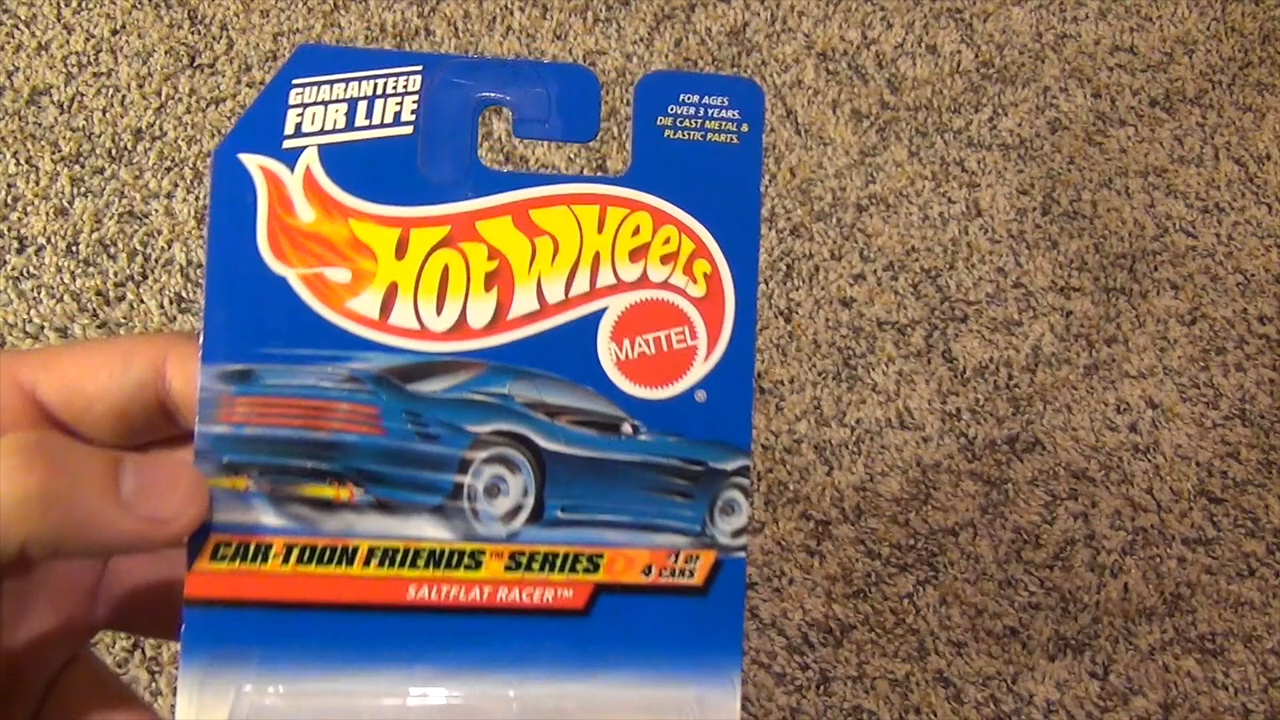 GUARANTEED
FOR LIFE
FOR AGES
OVER 3 YEARS.
DIE CAST METAL &
PLASTIC PARTS.
HOT WHEELS
MATTEL
®
CAR-TOON FRIENDS™ SERIES
1 OF
4 CARS
SALTFLAT RACER™